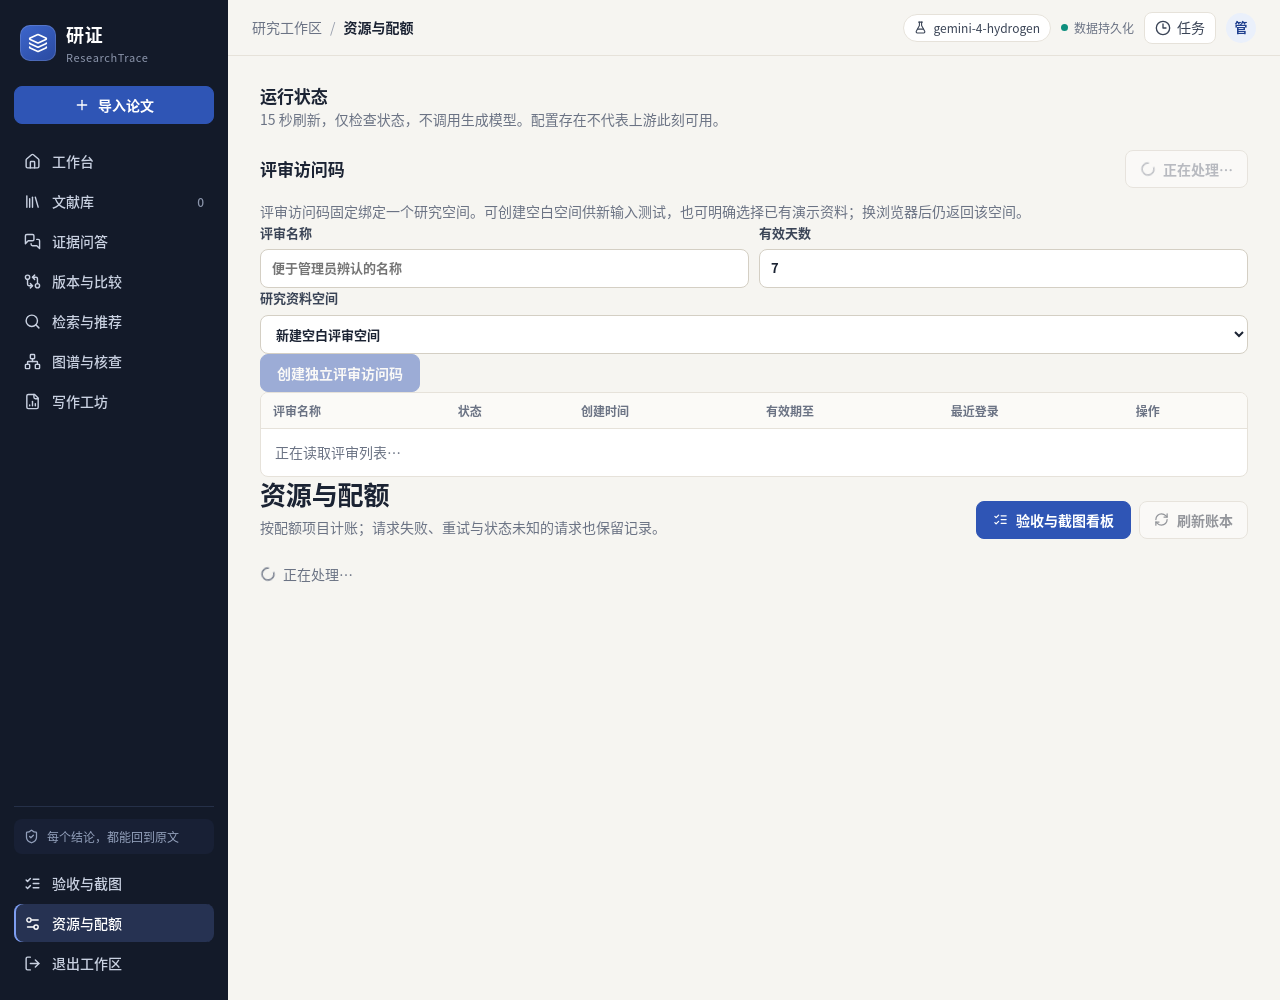 研证
ResearchTrace
导入论文
工作台
文献库 0
证据问答
版本与比较
检索与推荐
图谱与核查
写作工坊
每个结论，都能回到原文
验收与截图
资源与配额
退出工作区
研究工作区 / 资源与配额
gemini-4-hydrogen 数据持久化 任务 管
运行状态
15 秒刷新，仅检查状态，不调用生成模型。配置存在不代表上游此刻可用。
评审访问码 正在处理…
评审访问码固定绑定一个研究空间。可创建空白空间供新输入测试，也可明确选择已有演示资料；换浏览器后仍返回该空间。
评审名称 有效天数
便于管理员辨认的名称 7
研究资料空间
新建空白评审空间
创建独立评审访问码
评审名称 状态 创建时间 有效期至 最近登录 操作
正在读取评审列表…
资源与配额
按配额项目计账；请求失败、重试与状态未知的请求也保留记录。
验收与截图看板 刷新账本
正在处理…